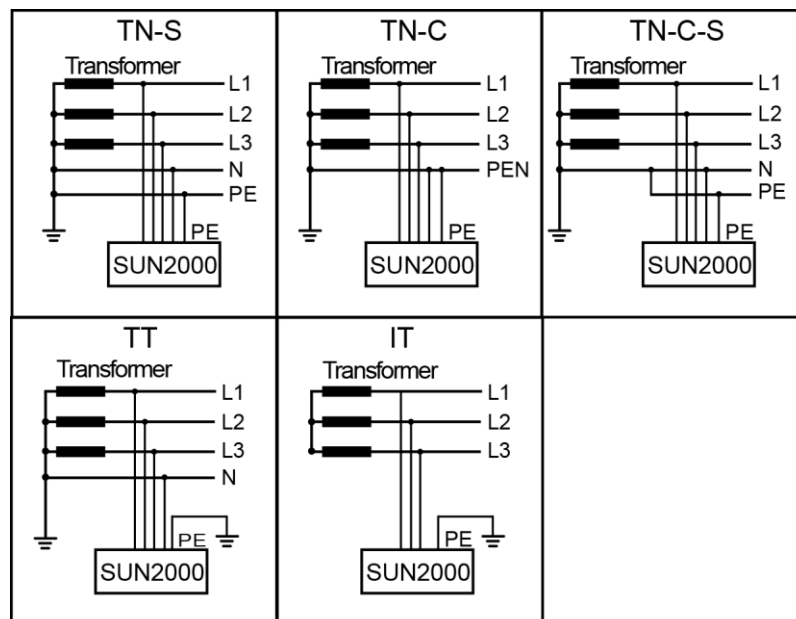 TN-S
Transformer
L1
L2
L3
N
PE
PE
SUN2000
TN-C
Transformer
L1
L2
L3
PEN
PE
SUN2000
TN-C-S
Transformer
L1
L2
L3
N
PE
PE
SUN2000
TT
Transformer
L1
L2
L3
N
PE
SUN2000
IT
Transformer
L1
L2
L3
PE
SUN2000